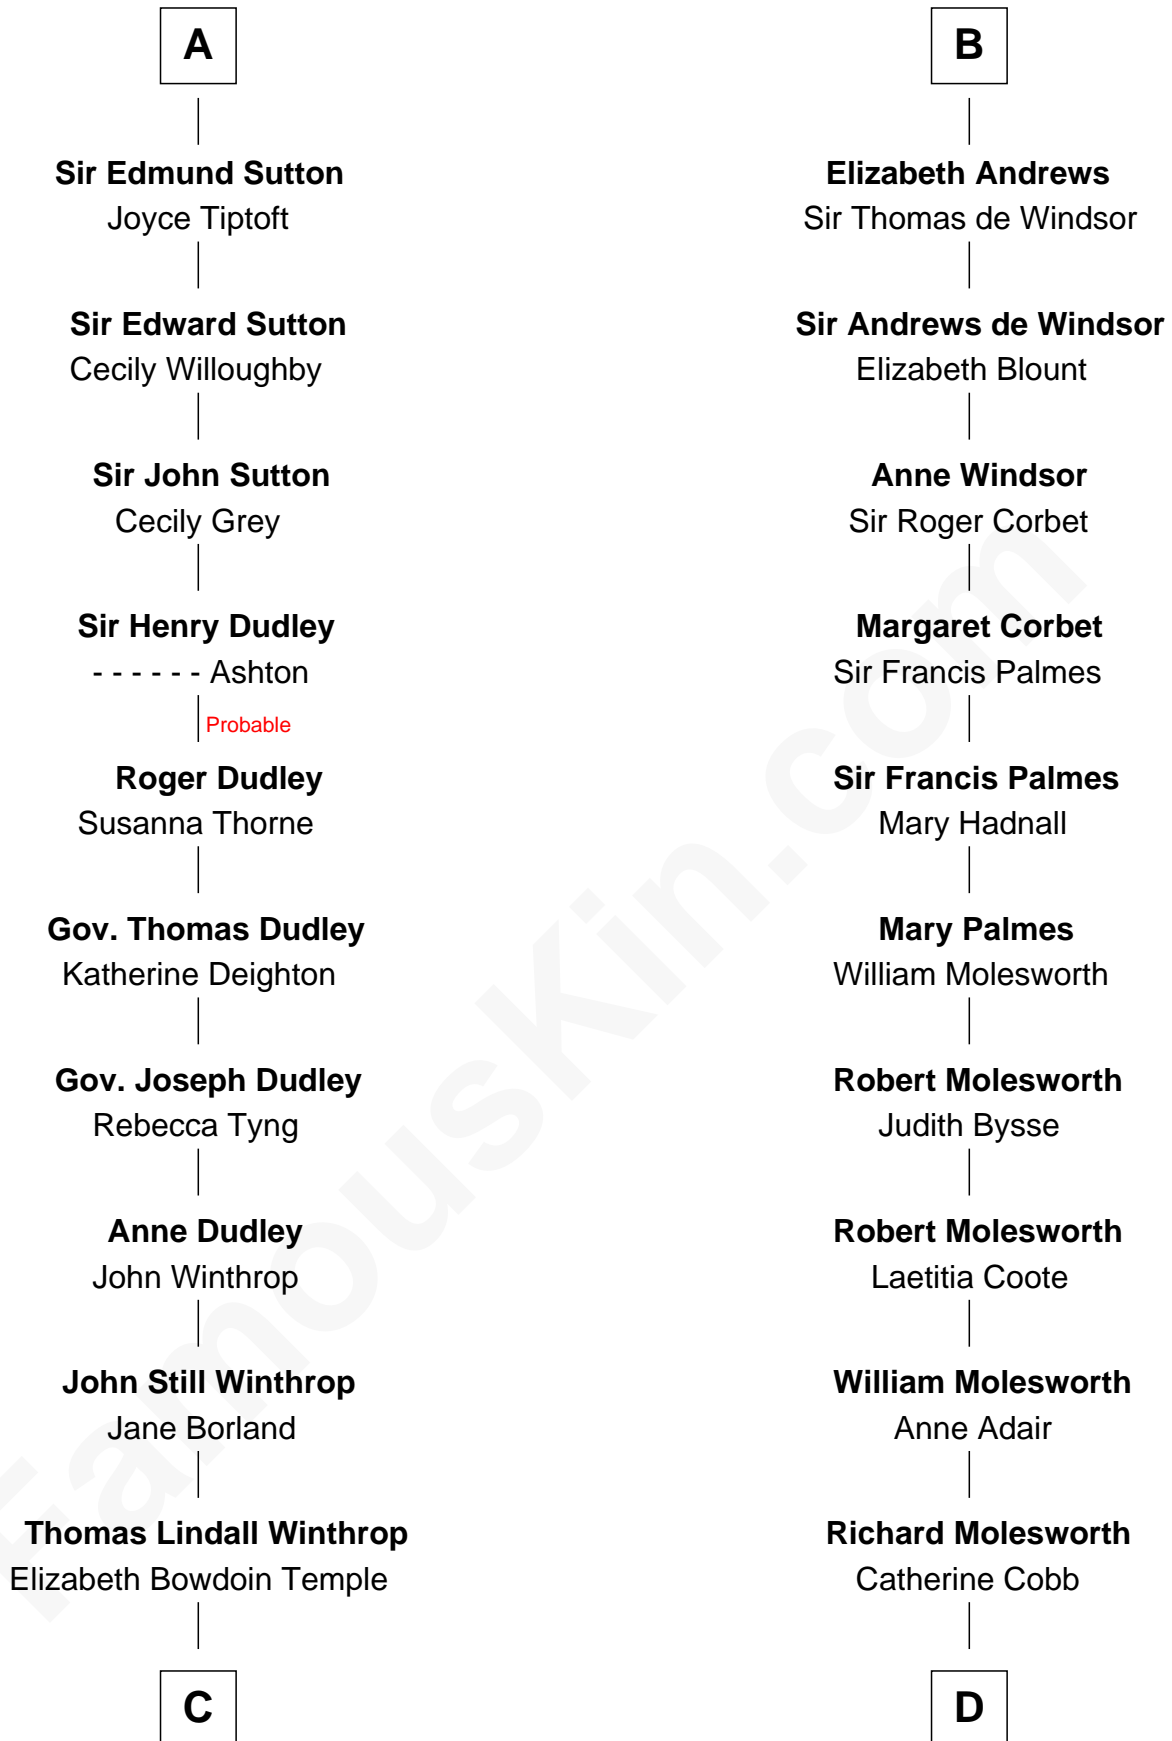 A
Sir Edmund Sutton
Joyce Tiptoft
Sir Edward Sutton
Cecily Willoughby
Sir John Sutton
Cecily Grey
Sir Henry Dudley
- - - - - - Ashton
Probable
Roger Dudley
Susanna Thorne
Gov. Thomas Dudley
Katherine Deighton
Gov. Joseph Dudley
Rebecca Tyng
Anne Dudley
John Winthrop
John Still Winthrop
Jane Borland
Thomas Lindall Winthrop
Elizabeth Bowdoin Temple
C
B
Elizabeth Andrews
Sir Thomas de Windsor
Sir Andrews de Windsor
Elizabeth Blount
Anne Windsor
Sir Roger Corbet
Margaret Corbet
Sir Francis Palmes
Sir Francis Palmes
Mary Hadnall
Mary Palmes
William Molesworth
Robert Molesworth
Judith Bysse
Robert Molesworth
Laetitia Coote
William Molesworth
Anne Adair
Richard Molesworth
Catherine Cobb
D
FamousKin.com